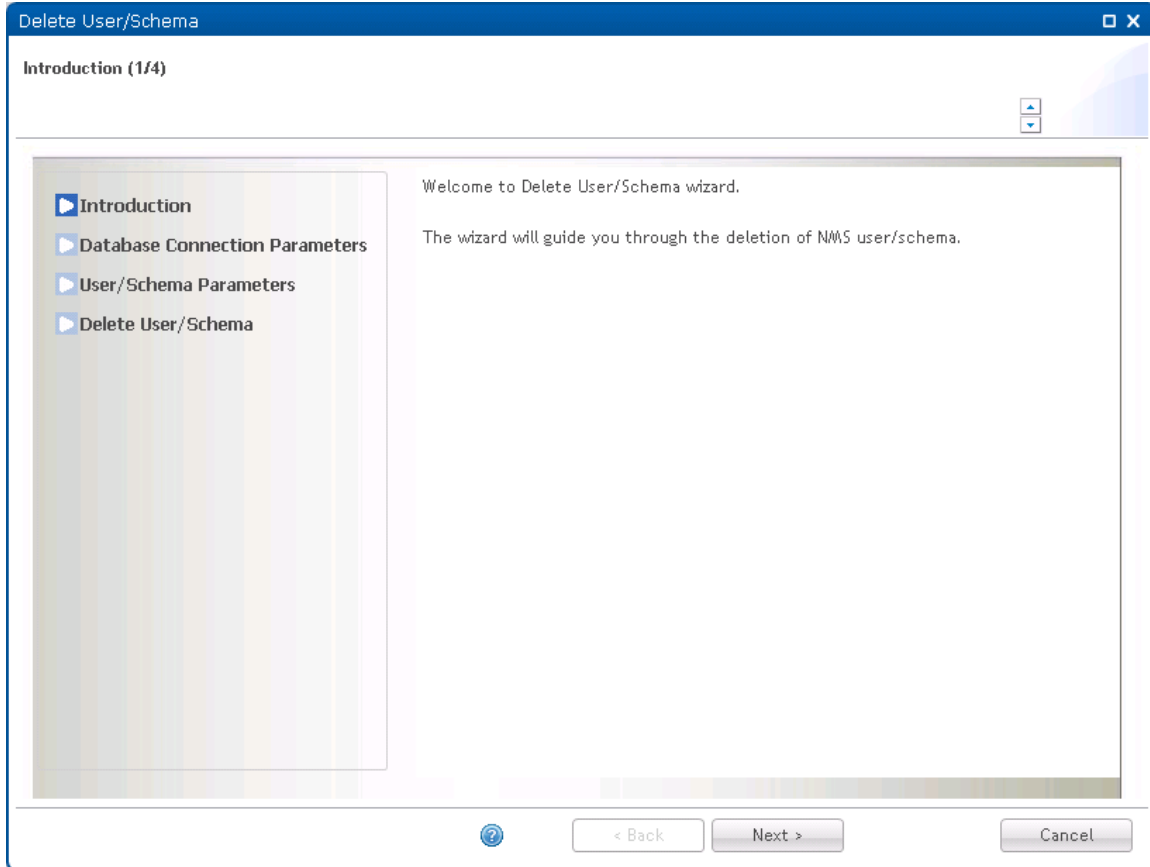 Delete User/Schema
Introduction (1/4)
Introduction
Database Connection Parameters
User/Schema Parameters
Delete User/Schema
Welcome to Delete User/Schema wizard.
The wizard will guide you through the deletion of NMS user/schema.
?
< Back
Next >
Cancel